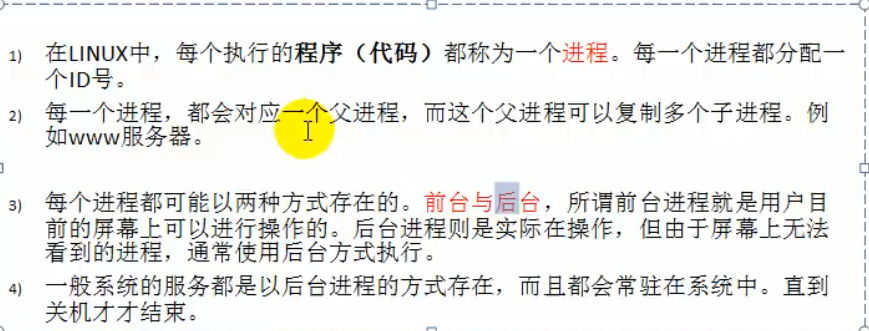 1) 在LINUX中，每个执行的程序（代码）都称为一个进程。每一个进程都分配一
个ID号。
2) 每一个进程，都会对应一个父进程，而这个父进程可以复制多个子进程。例
如www服务器。
3) 每个进程都可能以两种方式存在的。前台与后台，所谓前台进程就是用户目
前的屏幕上可以进行操作的。后台进程则是实际在操作，但由于屏幕上无法
看到的进程，通常使用后台方式执行。
4) 一般系统的服务都是以后台进程的方式存在，而且都会常驻在系统中。直到
关机才才结束。